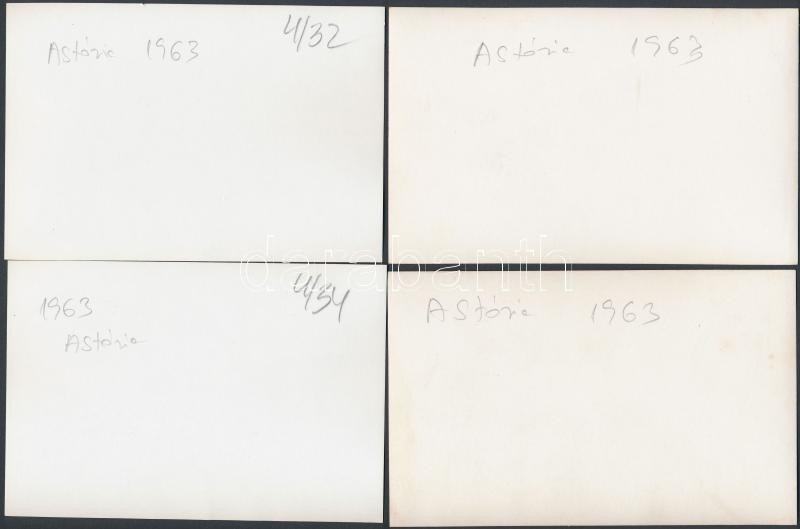 Astória 1963 4/32
Astória 1963
darabanth
1963 4/34
Astória
Astória 1963